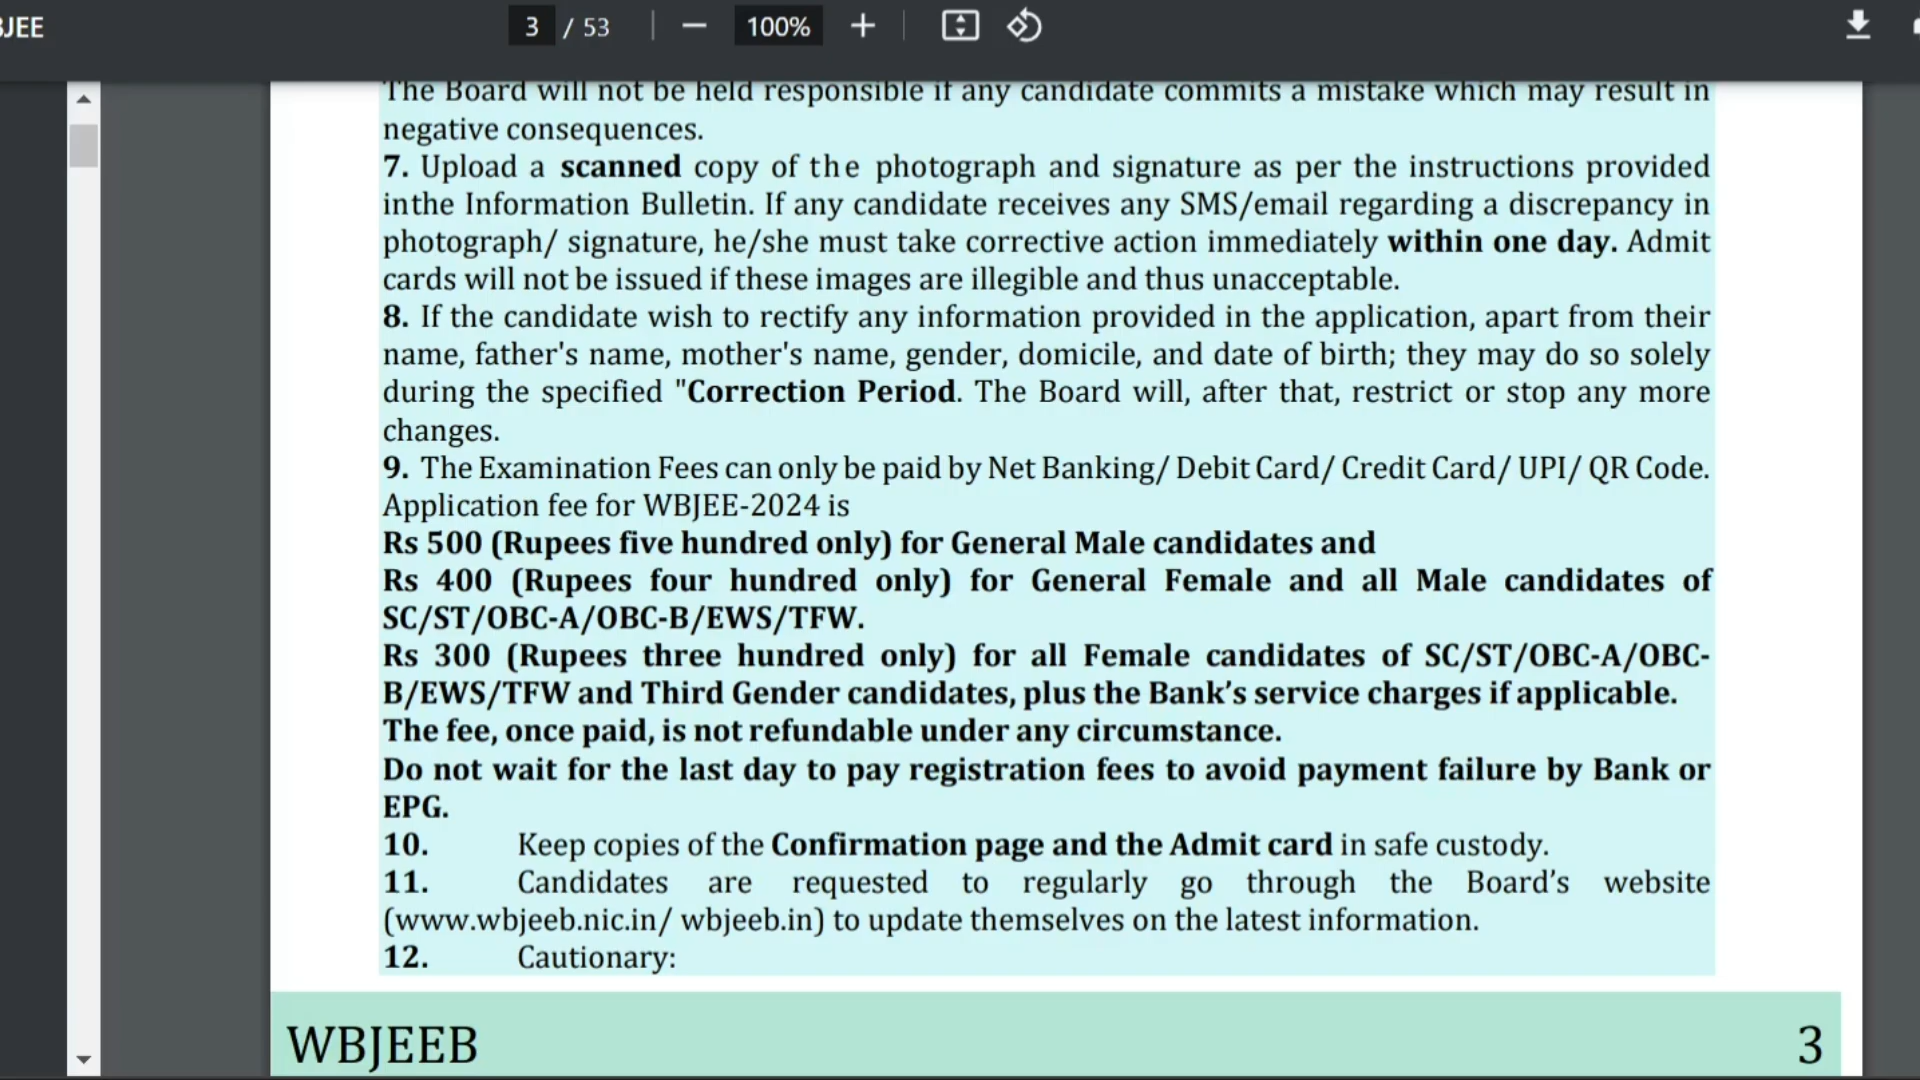 JEE
3 / 53
100%
The Board will not be held responsible if any candidate commits a mistake which may result in
negative consequences.
7. Upload a scanned copy of the photograph and signature as per the instructions provided
inthe Information Bulletin. If any candidate receives any SMS/email regarding a discrepancy in
photograph/ signature, he/she must take corrective action immediately within one day. Admit
cards will not be issued if these images are illegible and thus unacceptable.
8. If the candidate wish to rectify any information provided in the application, apart from their
name, father's name, mother's name, gender, domicile, and date of birth; they may do so solely
during the specified "Correction Period. The Board will, after that, restrict or stop any more
changes.
9. The Examination Fees can only be paid by Net Banking/ Debit Card/ Credit Card/ UPI/ QR Code.
Application fee for WBJEE-2024 is
Rs 500 (Rupees five hundred only) for General Male candidates and
Rs 400 (Rupees four hundred only) for General Female and all Male candidates of
SC/ST/OBC-A/OBC-B/EWS/TFW.
Rs 300 (Rupees three hundred only) for all Female candidates of SC/ST/OBC-A/OBC-
B/EWS/TFW and Third Gender candidates, plus the Bank’s service charges if applicable.
The fee, once paid, is not refundable under any circumstance.
Do not wait for the last day to pay registration fees to avoid payment failure by Bank or
EPG.
10. Keep copies of the Confirmation page and the Admit card in safe custody.
11. Candidates are requested to regularly go through the Board’s website
(www.wbjeeb.nic.in/ wbjeeb.in) to update themselves on the latest information.
12. Cautionary:
WBJEEB 3